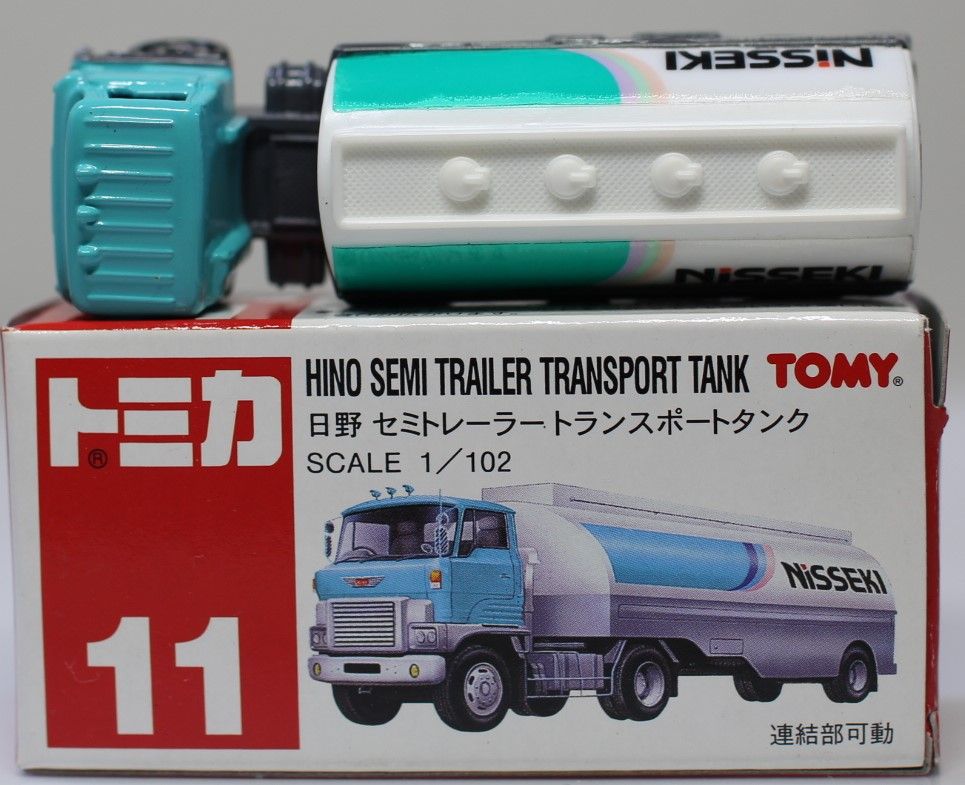 NiSSEKI
NiSSEKI
トミカ®
HINO SEMI TRAILER TRANSPORT TANK TOMY®
日野 セミトレーラー トランスポートタンク
SCALE 1/102
NiSSEKI
11
連結部可動